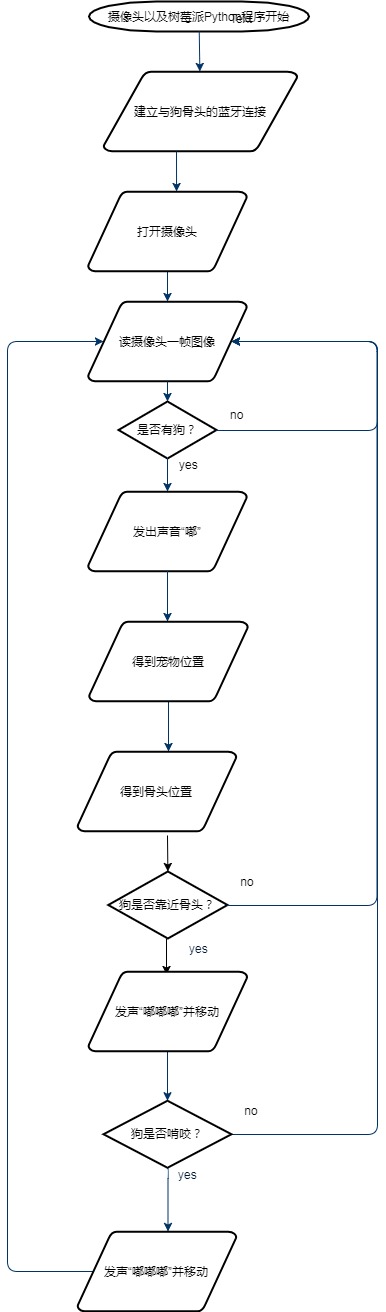 摄像头以及树莓派Python程序开始
建立与狗骨头的蓝牙连接
打开摄像头
读摄像头一帧图像
是否有狗？
no
yes
发出声音“嘟”
得到宠物位置
得到骨头位置
狗是否靠近骨头？
no
yes
发声“嘟嘟嘟”并移动
狗是否啃咬？
no
yes
发声“嘟嘟嘟”并移动